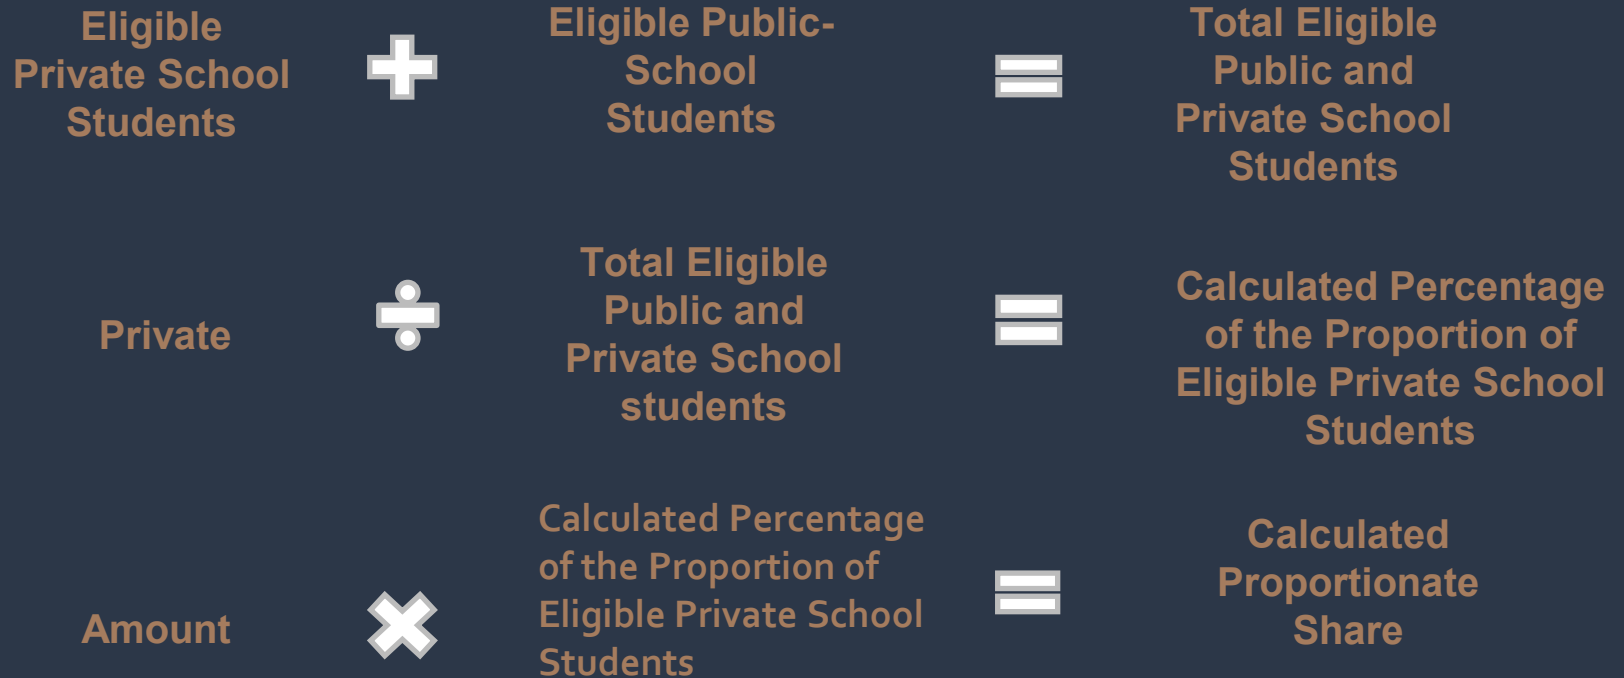 Eligible
Private School
Students
Eligible Public-
School
Students
Total Eligible
Public and
Private School
Students
Private
Total Eligible
Public and
Private School
students
Calculated Percentage
of the Proportion of
Eligible Private School
Students
Amount
Calculated Percentage
of the Proportion of
Eligible Private School
Students
Calculated
Proportionate
Share